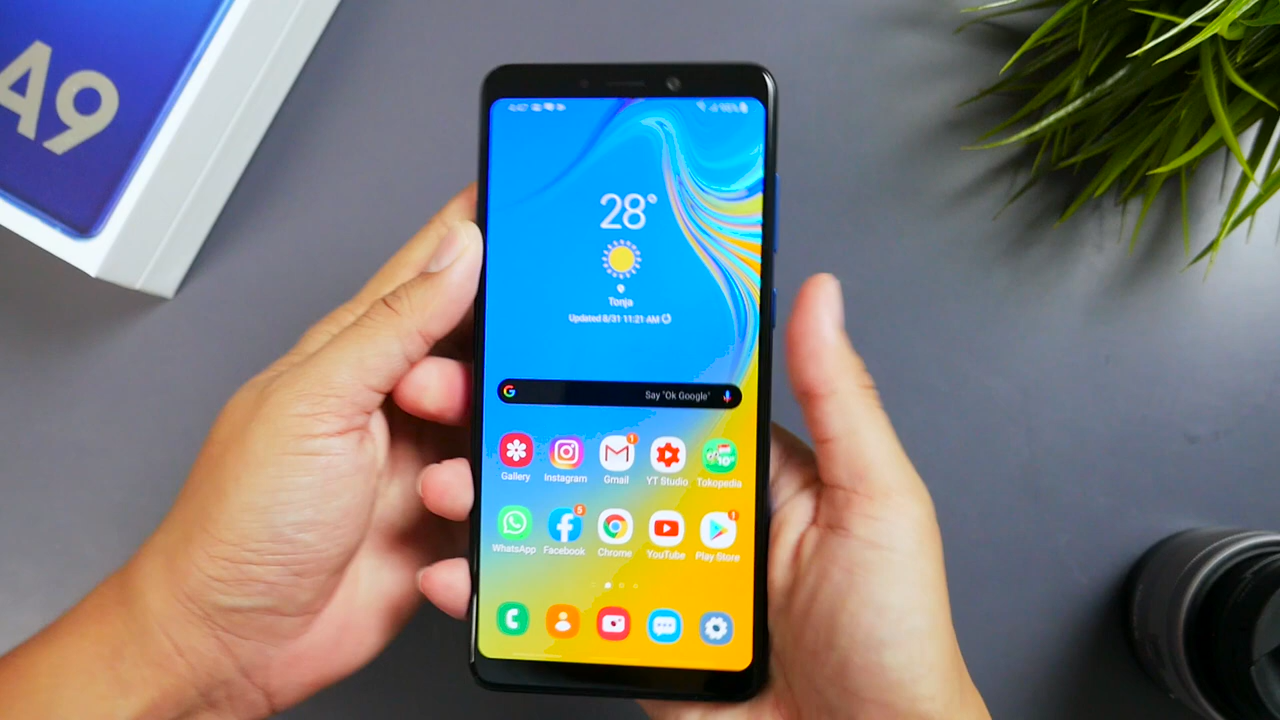 A9
28°
Tonja
Updated 8/31 11:21 AM
Say "Ok Google"
Gallery
Instagram
Gmail
YT Studio
Tokopedia
WhatsApp
Facebook
Chrome
YouTube
Play Store